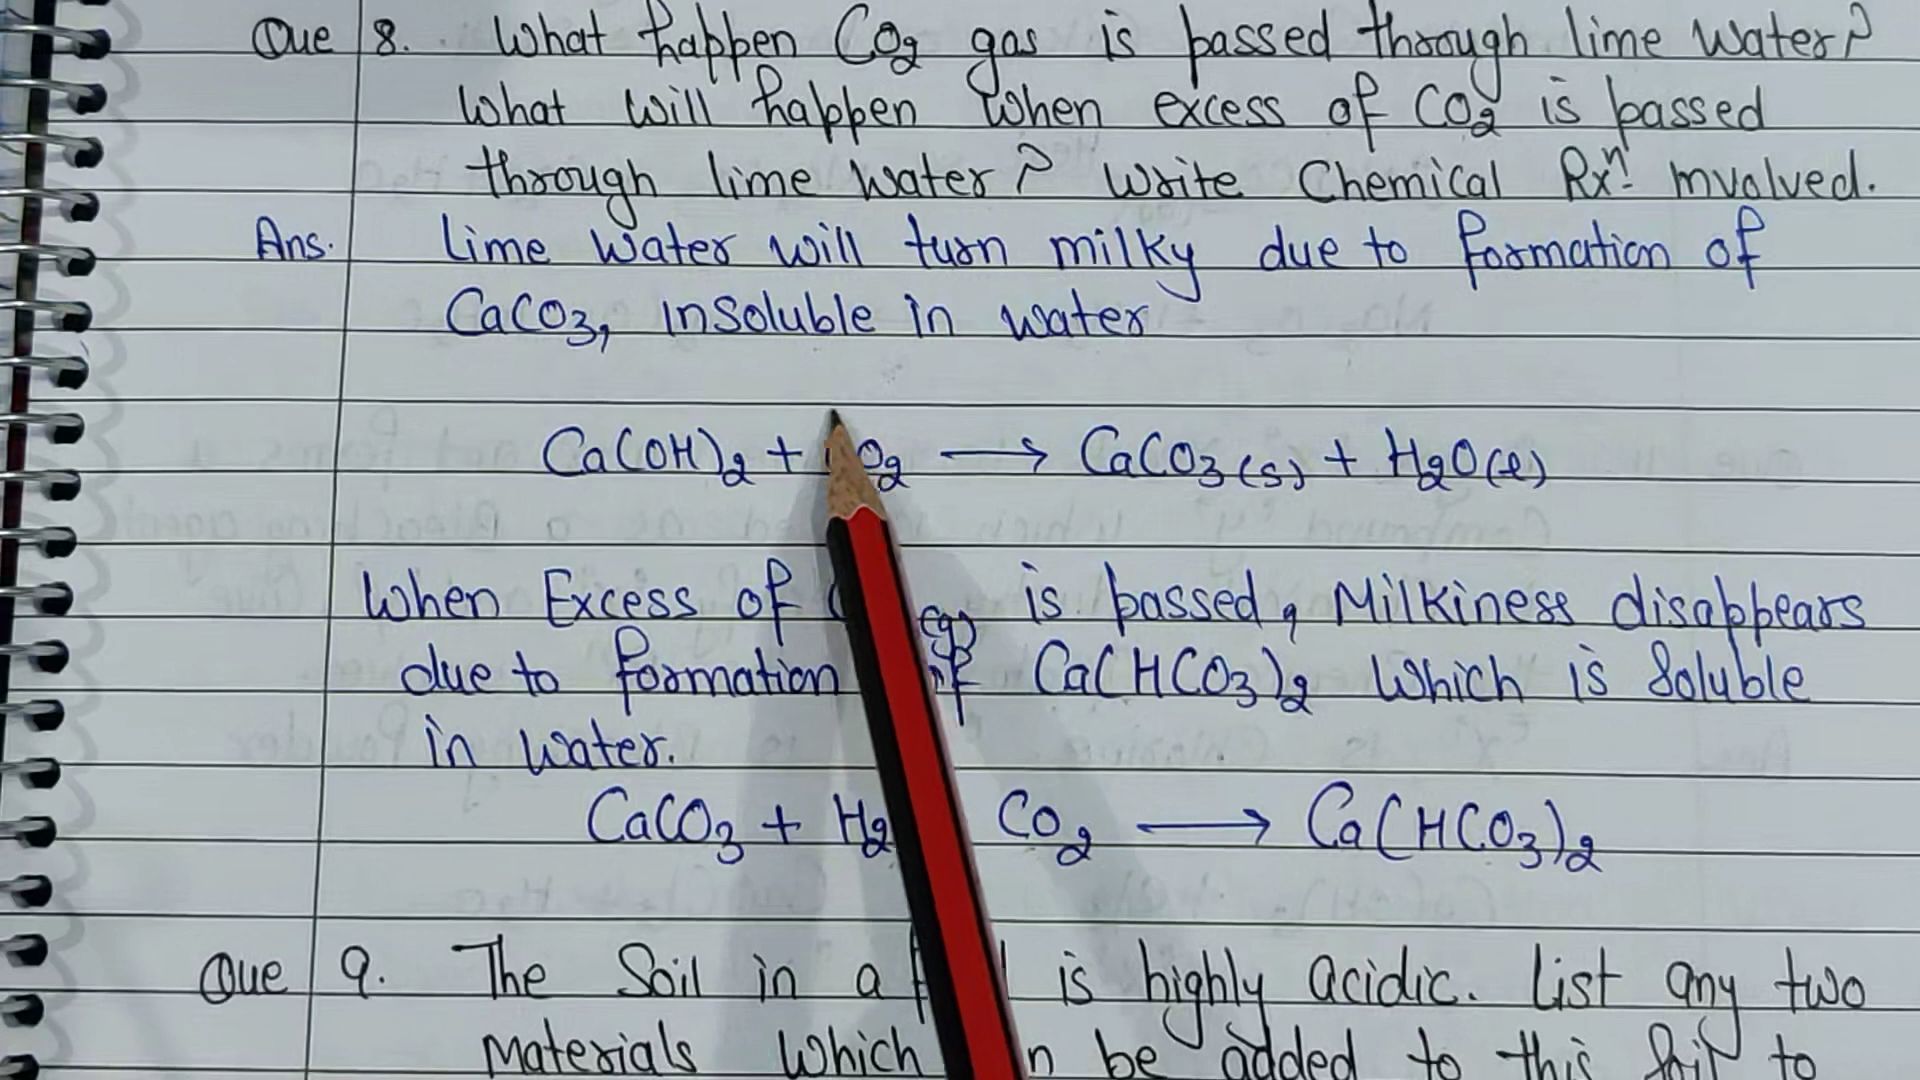 Que 8. What happen CO2 gas is passed through lime water?
What will happen when excess of CO2 is passed
through lime water? Write Chemical Rxn. involved.
Ans. lime water will turn milky due to formation of
CaCO3, insoluble in water
Ca(OH)2 + O2 → CaCO3(s) + H2O(l)
When Excess of (g) is passed, Milkiness disappears
due to formation of Ca(HCO3)2 which is soluble
in water.
CaCO3 + H2 CO2 → Ca(HCO3)2
Que 9. The Soil in a is highly acidic. List any two
Materials which be added to this Soil to